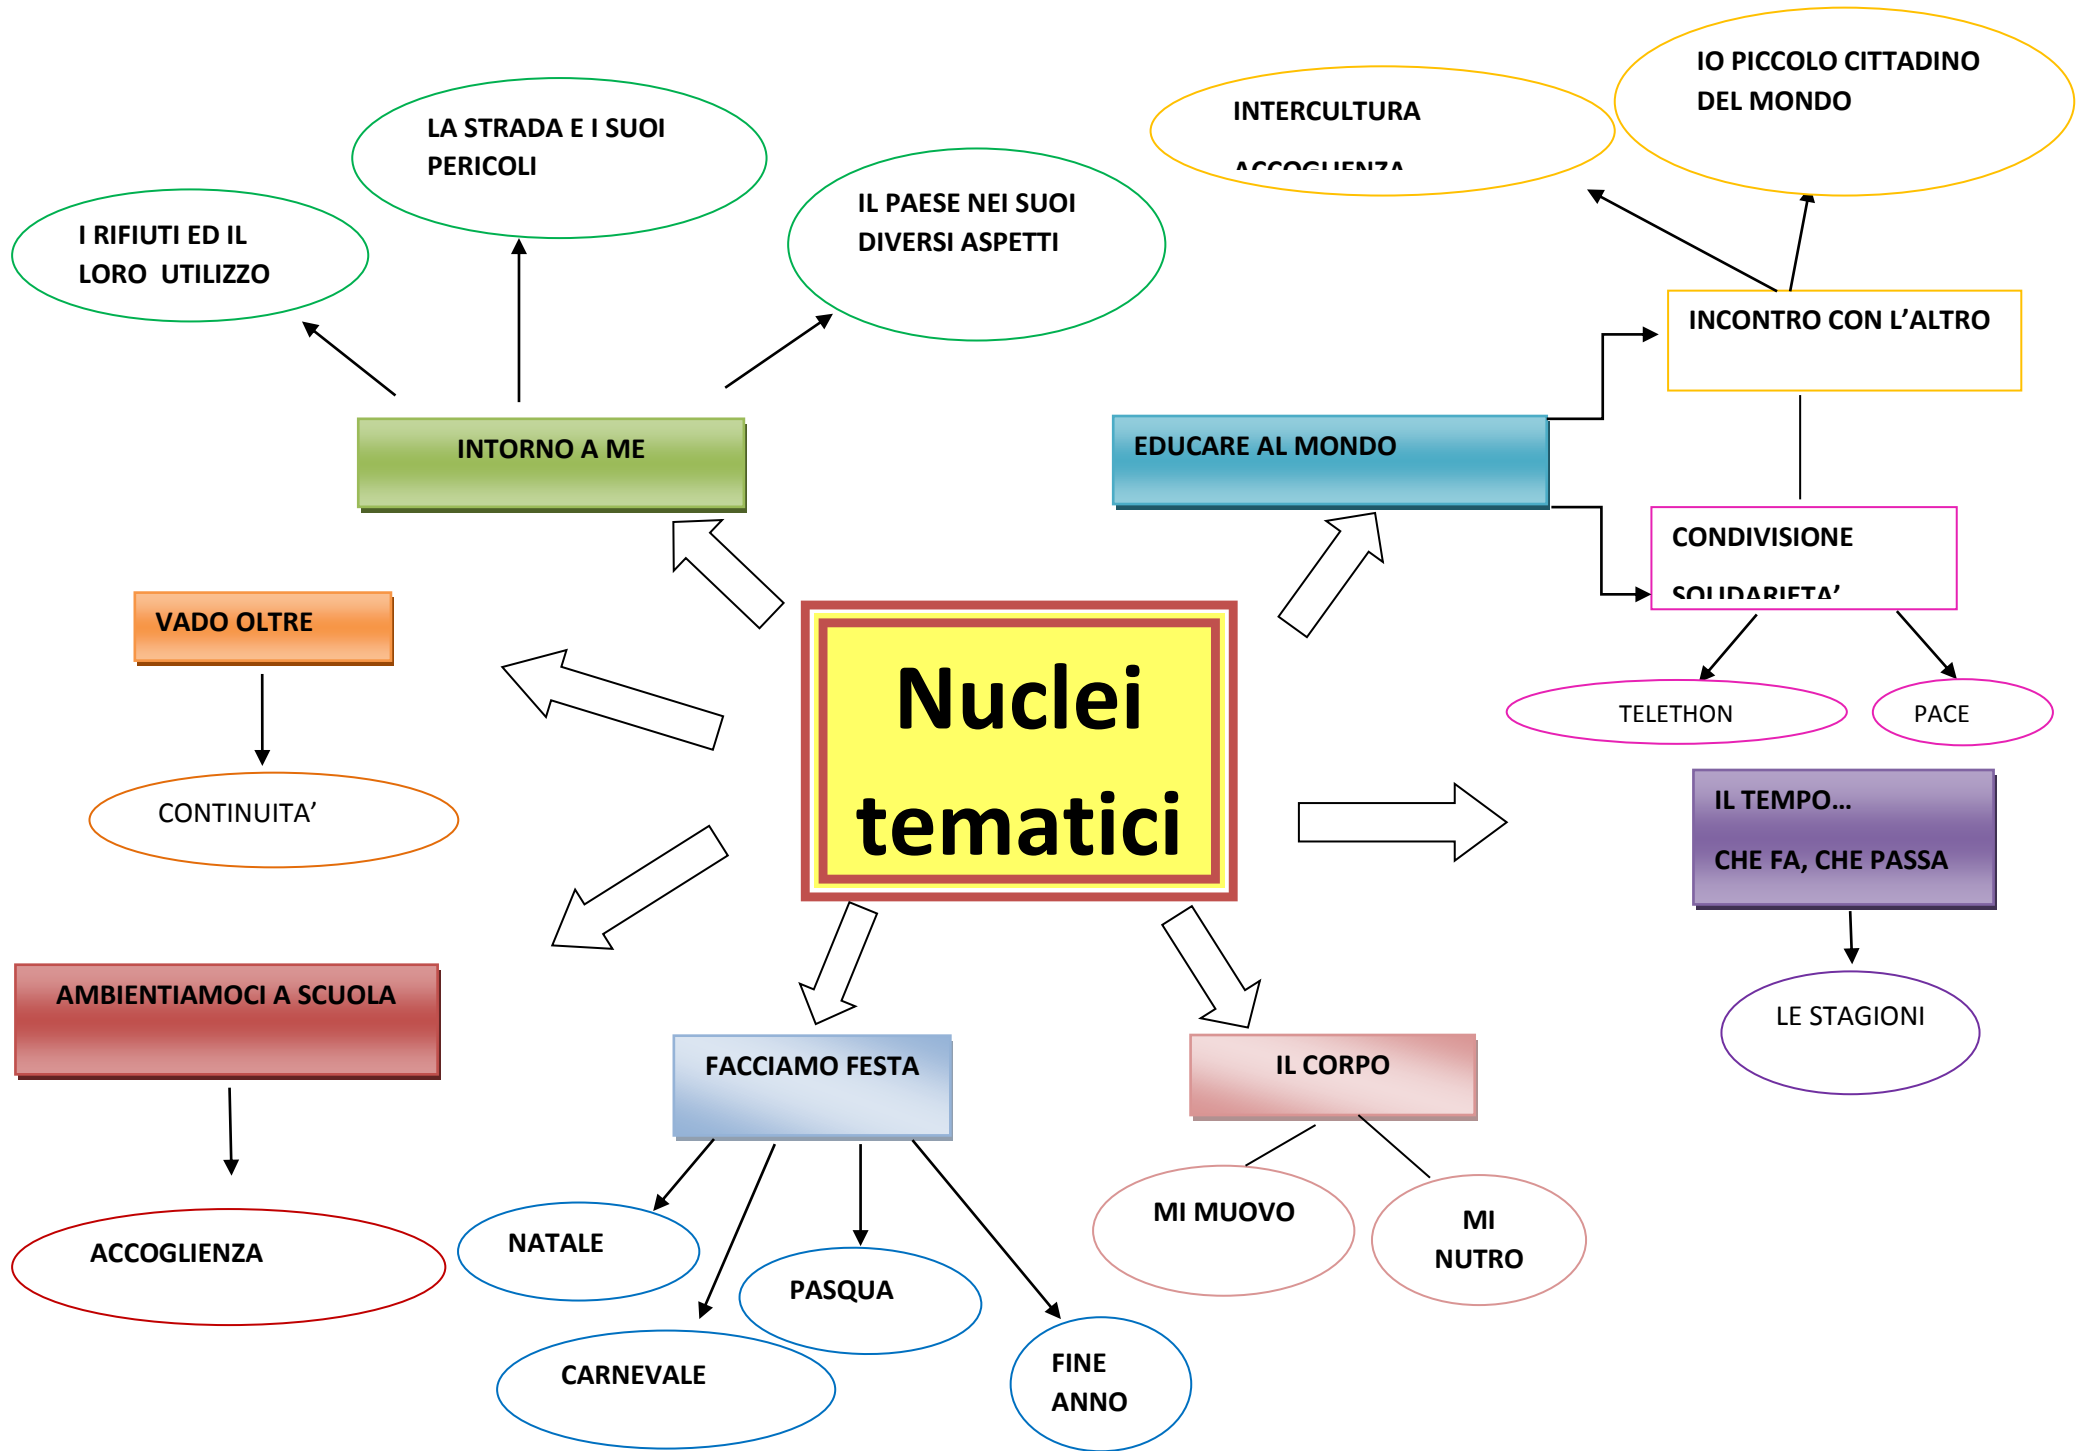 IO PICCOLO CITTADINO
DEL MONDO
INTERCULTURA
ACCOGLIENZA
LA STRADA E I SUOI
PERICOLI
IL PAESE NEI SUOI
DIVERSI ASPETTI
I RIFIUTI ED IL
LORO UTILIZZO
INCONTRO CON L’ALTRO
INTORNO A ME
EDUCARE AL MONDO
CONDIVISIONE
SOLIDARIETA’
VADO OLTRE
Nuclei
tematici
TELETHON
PACE
CONTINUITA’
IL TEMPO...
CHE FA, CHE PASSA
AMBIENTIAMOCI A SCUOLA
LE STAGIONI
FACCIAMO FESTA
IL CORPO
ACCOGLIENZA
NATALE
CARNEVALE
PASQUA
FINE
ANNO
MI MUOVO
MI
NUTRO